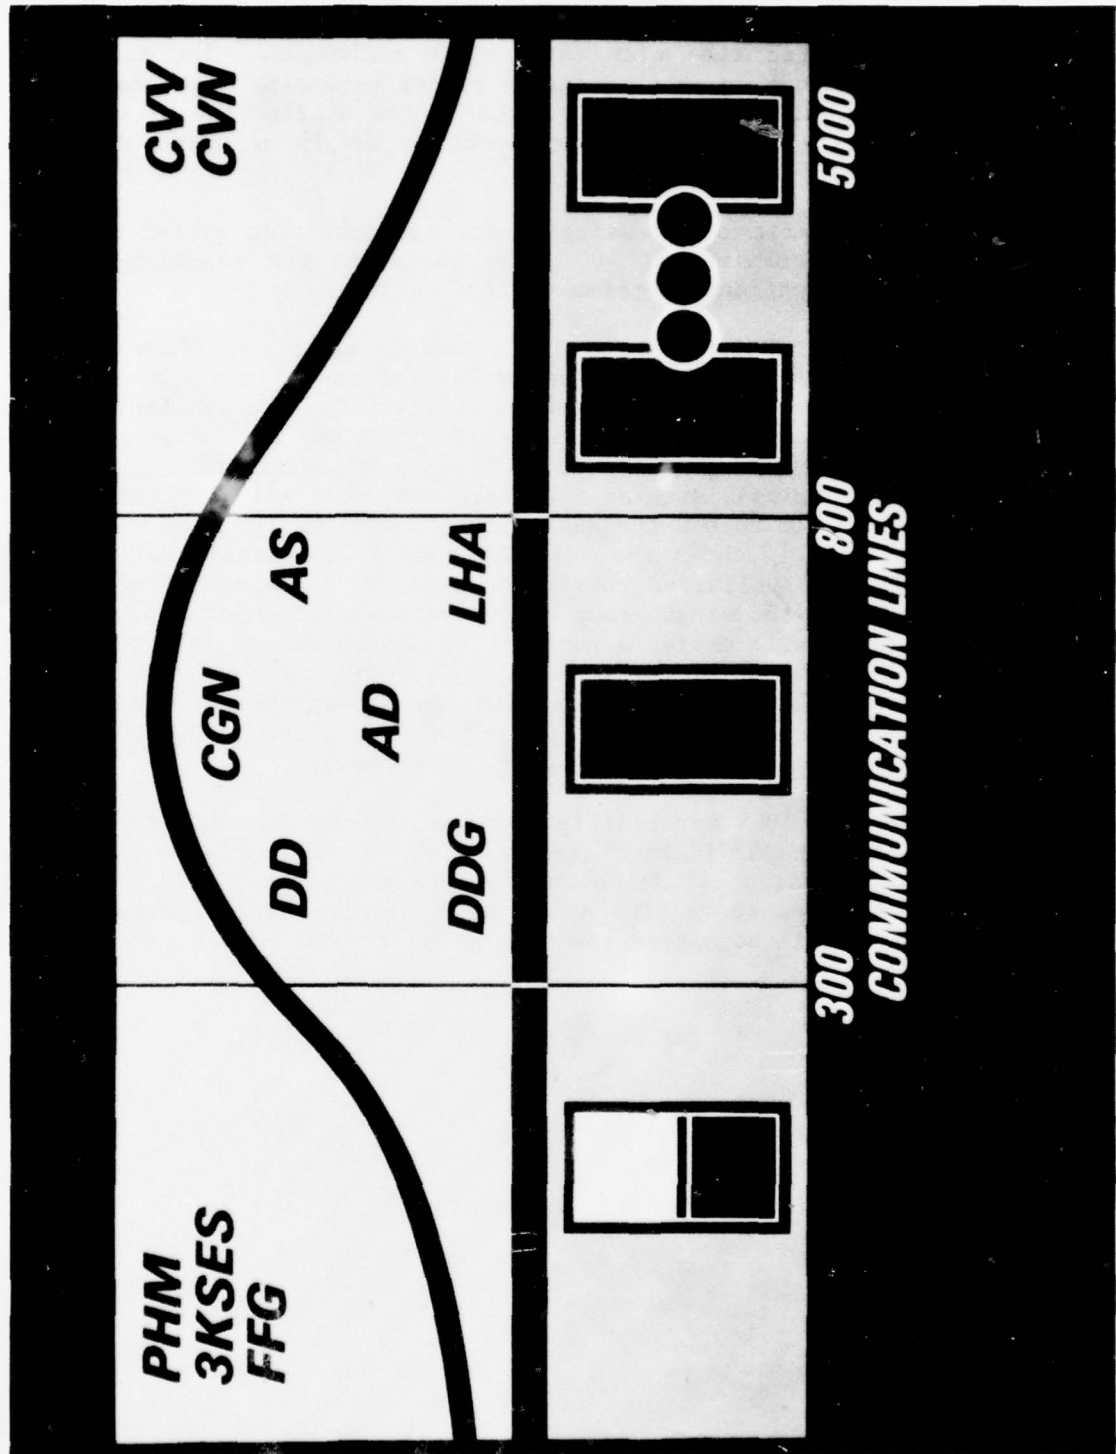 PHM
3KSES
FFG
DD
DDG
CGN
AD
AS
LHA
CVV
CVN
300
800
5000
COMMUNICATION LINES